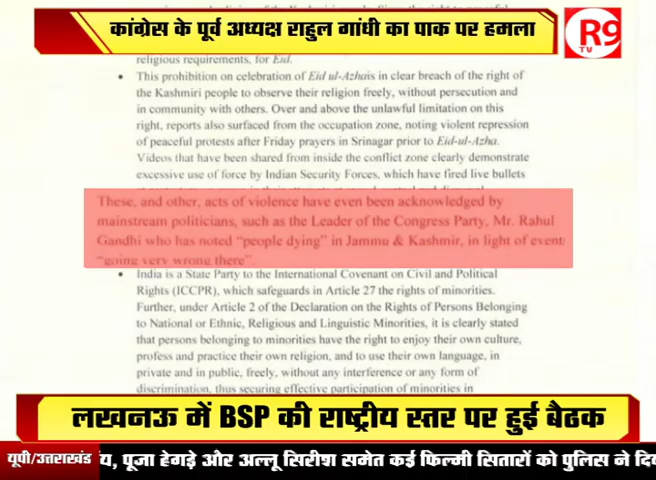 कांग्रेस के पूर्व अध्यक्ष राहुल गांधी का पाक पर हमला
R9
TV
religious requirements, for Eid.
• This prohibition on celebration of Eid ul-Azhais in clear breach of the right of
the Kashmiri people to observe their religion freely, without persecution and
in community with others. Over and above the unlawful limitation on this
right, reports also surfaced from the occupation zone, noting violent repression
of peaceful protests after Friday prayers in Srinagar prior to Eid-ul-Azha.
Videos that have been shared from inside the conflict zone clearly demonstrate
excessive use of force by Indian Security Forces, which have fired live bullets
These, and other, acts of violence have even been acknowledged by
mainstream politicians, such as the Leader of the Congress Party, Mr. Rahul
Gandhi who has noted "people dying" in Jammu & Kashmir, in light of event
"going very wrong there".
• India is a State Party to the International Covenant on Civil and Political
Rights (ICCPR), which safeguards in Article 27 the rights of minorities.
Further, under Article 2 of the Declaration on the Rights of Persons Belonging
to National or Ethnic, Religious and Linguistic Minorities, it is clearly stated
that persons belonging to minorities have the right to enjoy their own culture,
profess and practice their own religion, and to use their own language, in
private and in public, freely, without any interference or any form of
discrimination, thus securing effective participation of minorities in
लखनऊ में BSP की राष्ट्रीय स्तर पर हुई बैठक
यूपी/उत्तराखंड
य, पूजा हेगड़े और अल्लू सिरीश समेत कई फिल्मी सितारों को पुलिस ने दि